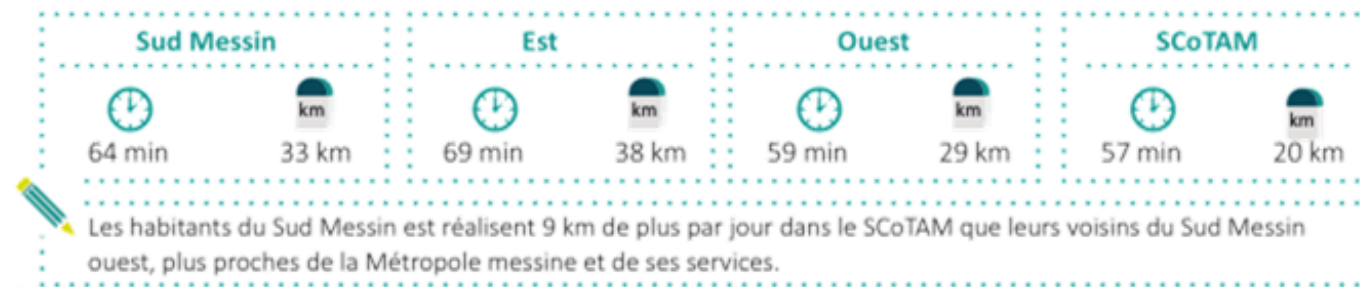 Sud Messin Est Ouest SCoTAM
km km km km
64 min 33 km 69 min 38 km 59 min 29 km 57 min 20 km
Les habitants du Sud Messin est réalisent 9 km de plus par jour dans le SCoTAM que leurs voisins du Sud Messin
ouest, plus proches de la Métropole messine et de ses services.